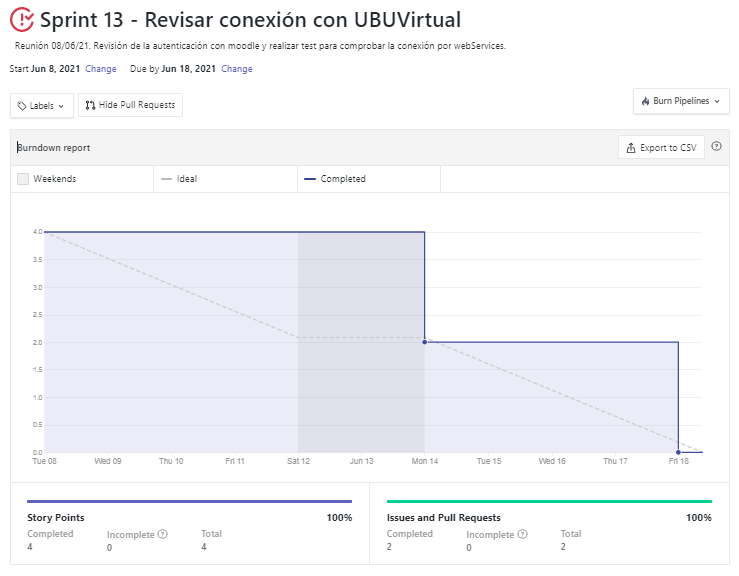 Sprint 13 - Revisar conexión con UBUVirtual
Reunión 08/06/21. Revisión de la autenticación con moodle y realizar test para comprobar la conexión por webServices.
Start Jun 8, 2021 Change Due by Jun 18, 2021 Change
Labels Hide Pull Requests Burn Pipelines
Burndown report Export to CSV
Weekends Ideal Completed
4.0
3.5
3.0
2.5
2.0
1.5
1.0
0.5
0.0
Tue 08 Wed 09 Thu 10 Fri 11 Sat 12 Jun 13 Mon 14 Tue 15 Wed 16 Thu 17 Fri 18
Story Points 100%
Completed Incomplete Total
4 0 4
Issues and Pull Requests 100%
Completed Incomplete Total
2 0 2